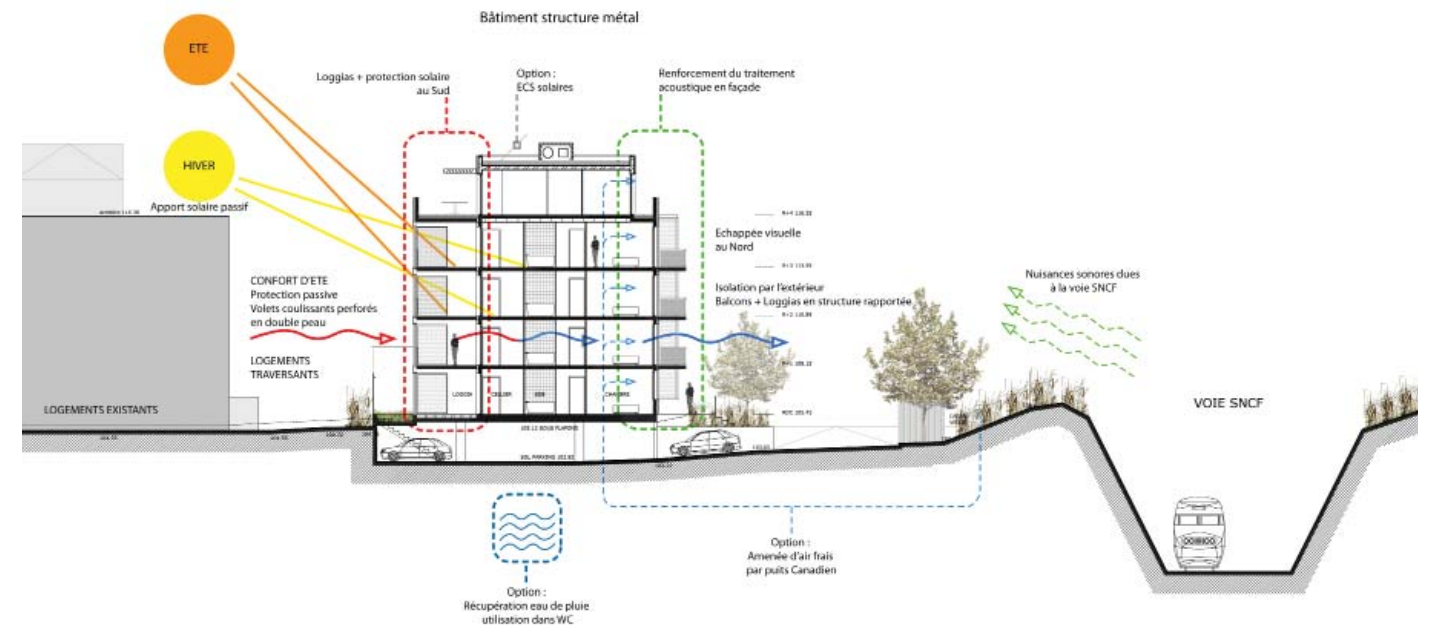 Bâtiment structure métal
ETE
Loggias + protection solaire
au Sud
Option :
ECS solaires
Renforcement du traitement
acoustique en façade
HIVER
Apport solaire passif
Echappée visuelle
au Nord
CONFORT D'ETE
Protection passive
Volets coulissants perforés
en double peau
Isolation par l'extérieur
Balcons + Loggias en structure rapportée
Nuisances sonores dues
à la voie SNCF
LOGEMENTS
TRAVERSANTS
LOGEMENTS EXISTANTS
LOGGIA
CELLIER
SDB
CHAMBRE
VOIE SNCF
Option :
Amenée d'air frais
par puits Canadien
Option :
Récupération eau de pluie
utilisation dans WC